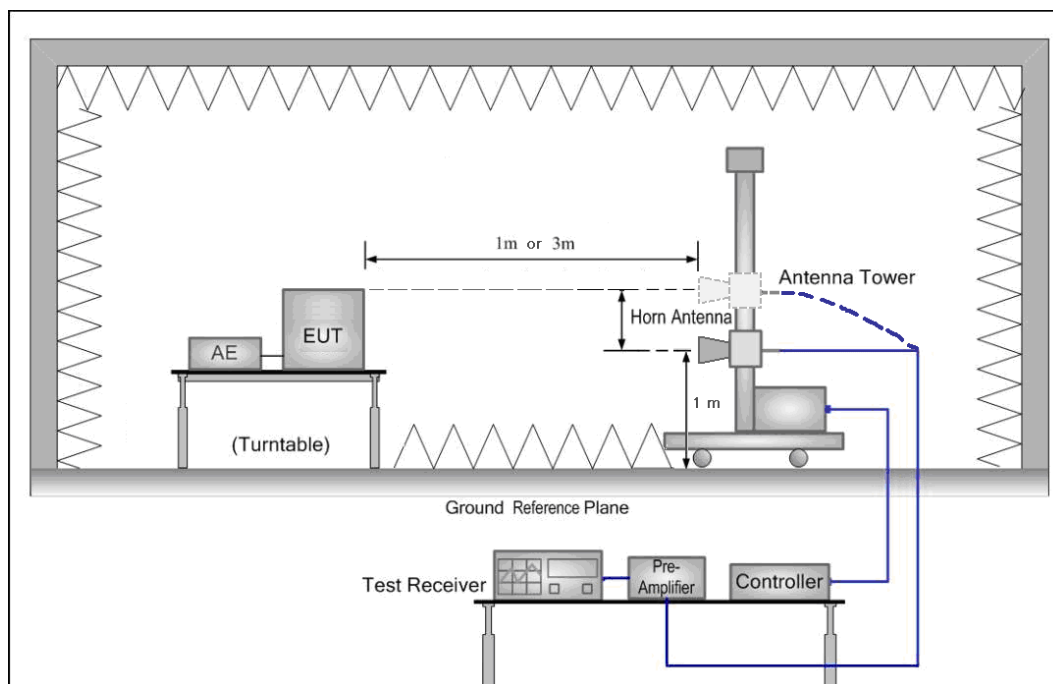 1m or 3m
Antenna Tower
Horn Antenna
EUT
AE
1 m
(Turntable)
Ground Reference Plane
Test Receiver
Pre-
Amplifier
Controller